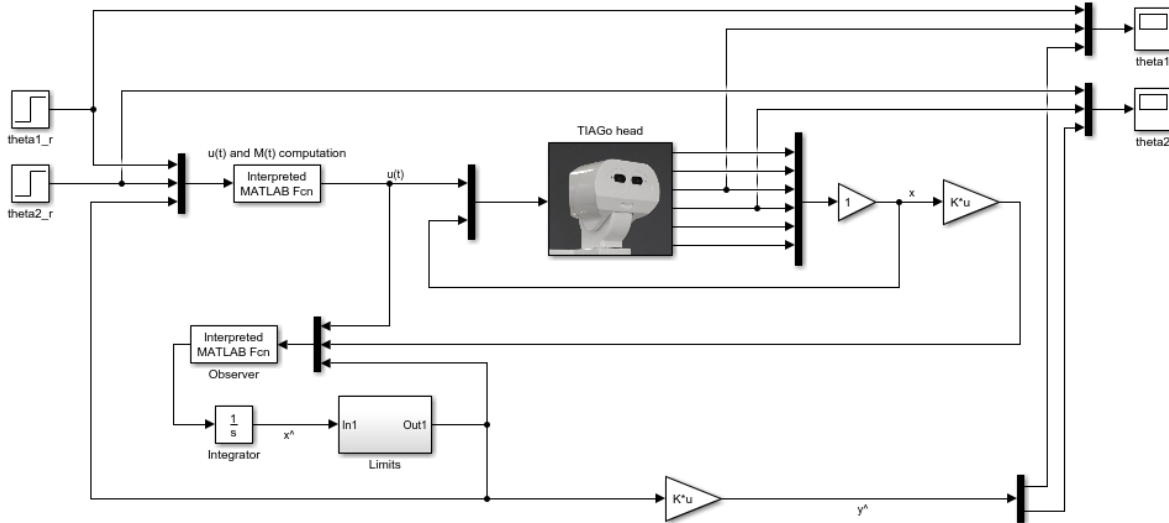 theta1
theta1_r
theta2
TIAGo head
u(t) and M(t) computation
Interpreted
MATLAB Fcn
u(t)
theta2_r
1
x
K*u
Interpreted
MATLAB Fcn
Observer
1
s
Integrator
x^
In1
Out1
Limits
K*u
y^